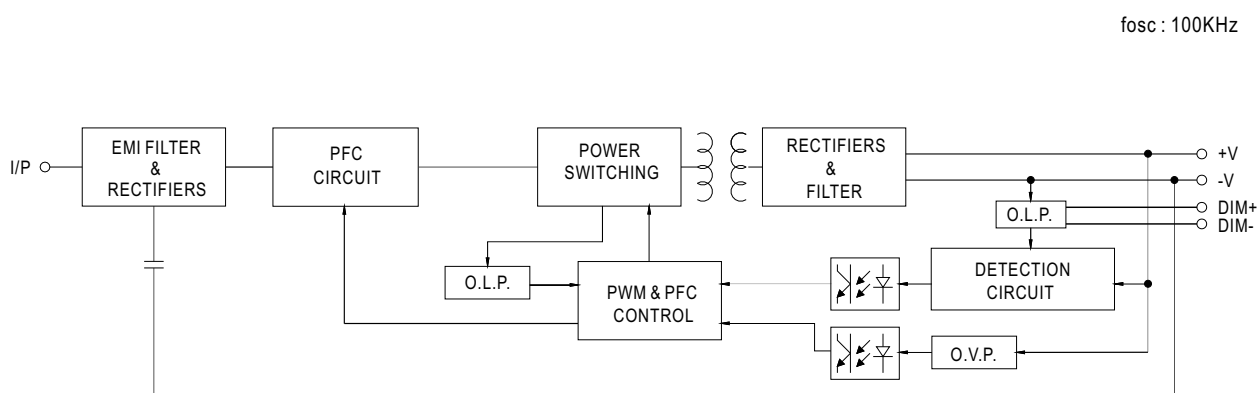 fosc : 100KHz
I/P
EMI FILTER
&
RECTIFIERS
PFC
CIRCUIT
POWER
SWITCHING
RECTIFIERS
&
FILTER
+V
-V
DIM+
DIM-
O.L.P.
O.L.P.
PWM & PFC
CONTROL
DETECTION
CIRCUIT
O.V.P.